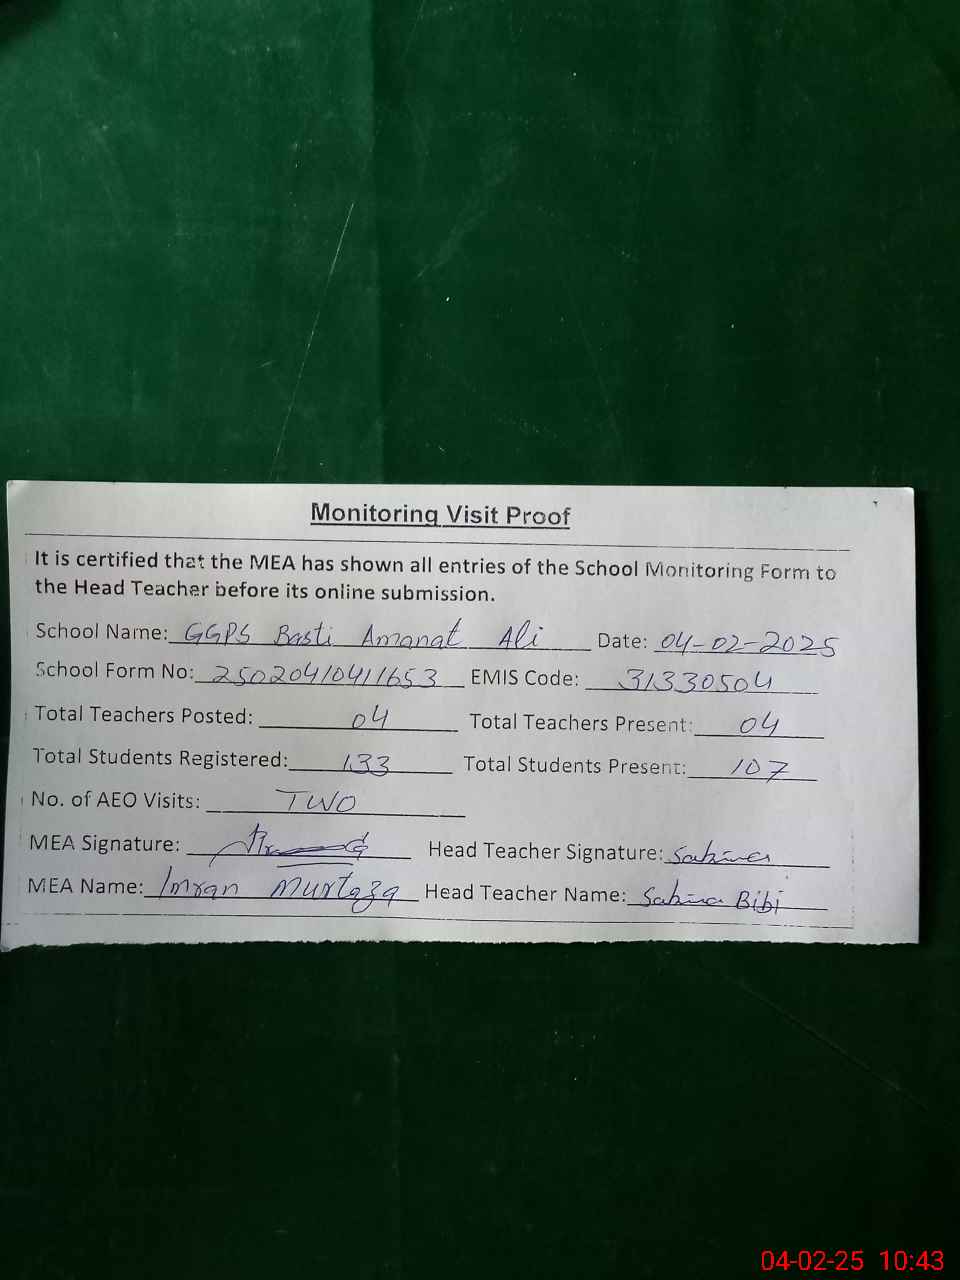 Monitoring Visit Proof
It is certified that the MEA has shown all entries of the School Monitoring Form to
the Head Teacher before its online submission.
School Name: GGPS Basti Amanat Ali Date: 04-02-2025
School Form No: 25020410411653 EMIS Code: 31330504
Total Teachers Posted: 04 Total Teachers Present: 04
Total Students Registered: 133 Total Students Present: 107
No. of AEO Visits: TWO
MEA Signature: Head Teacher Signature: Sakina
MEA Name: Imran Murtaza Head Teacher Name: Sakina Bibi
04-02-25 10:43